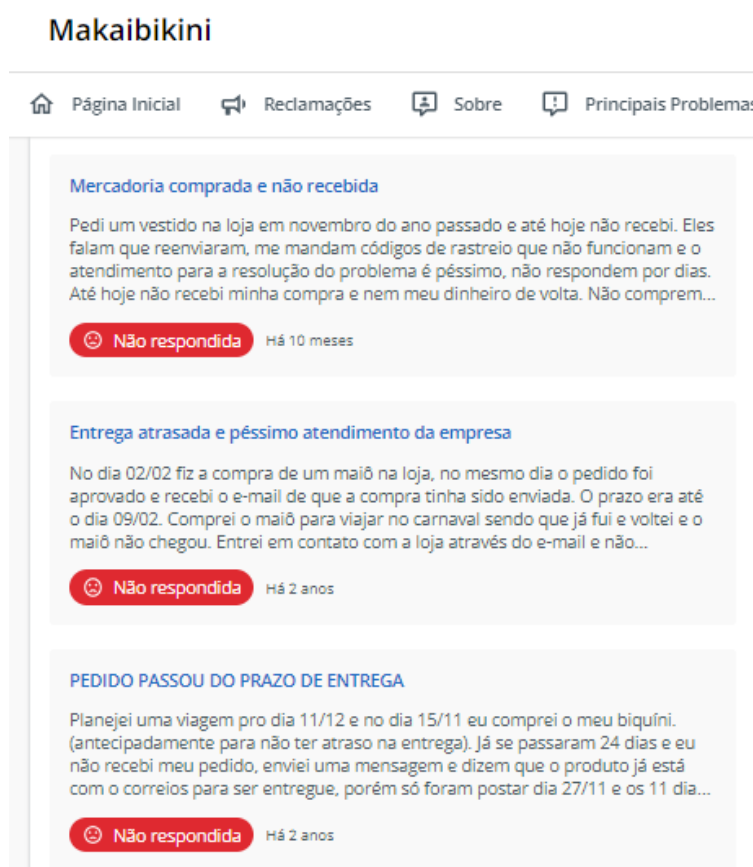 Makaibikini
Página Inicial Reclamações Sobre Principais Problemas
Mercadoria comprada e não recebida
Pedi um vestido na loja em novembro do ano passado e até hoje não recebi. Eles
falam que reenviaram, me mandam códigos de rastreio que não funcionam e o
atendimento para a resolução do problema é péssimo, não respondem por dias.
Até hoje não recebi minha compra e nem meu dinheiro de volta. Não comprem...
Não respondida Há 10 meses
Entrega atrasada e péssimo atendimento da empresa
No dia 02/02 fiz a compra de um maiô na loja, no mesmo dia o pedido foi
aprovado e recebi o e-mail de que a compra tinha sido enviada. O prazo era até
o dia 09/02. Comprei o maiô para viajar no carnaval sendo que já fui e voltei e o
maiô não chegou. Entrei em contato com a loja através do e-mail e não...
Não respondida Há 2 anos
PEDIDO PASSOU DO PRAZO DE ENTREGA
Planejei uma viagem pro dia 11/12 e no dia 15/11 eu comprei o meu biquíni.
(antecipadamente para não ter atraso na entrega). Já se passaram 24 dias e eu
não recebi meu pedido, enviei uma mensagem e dizem que o produto já está
com o correios para ser entregue, porém só foram postar dia 27/11 e os 11 dia...
Não respondida Há 2 anos